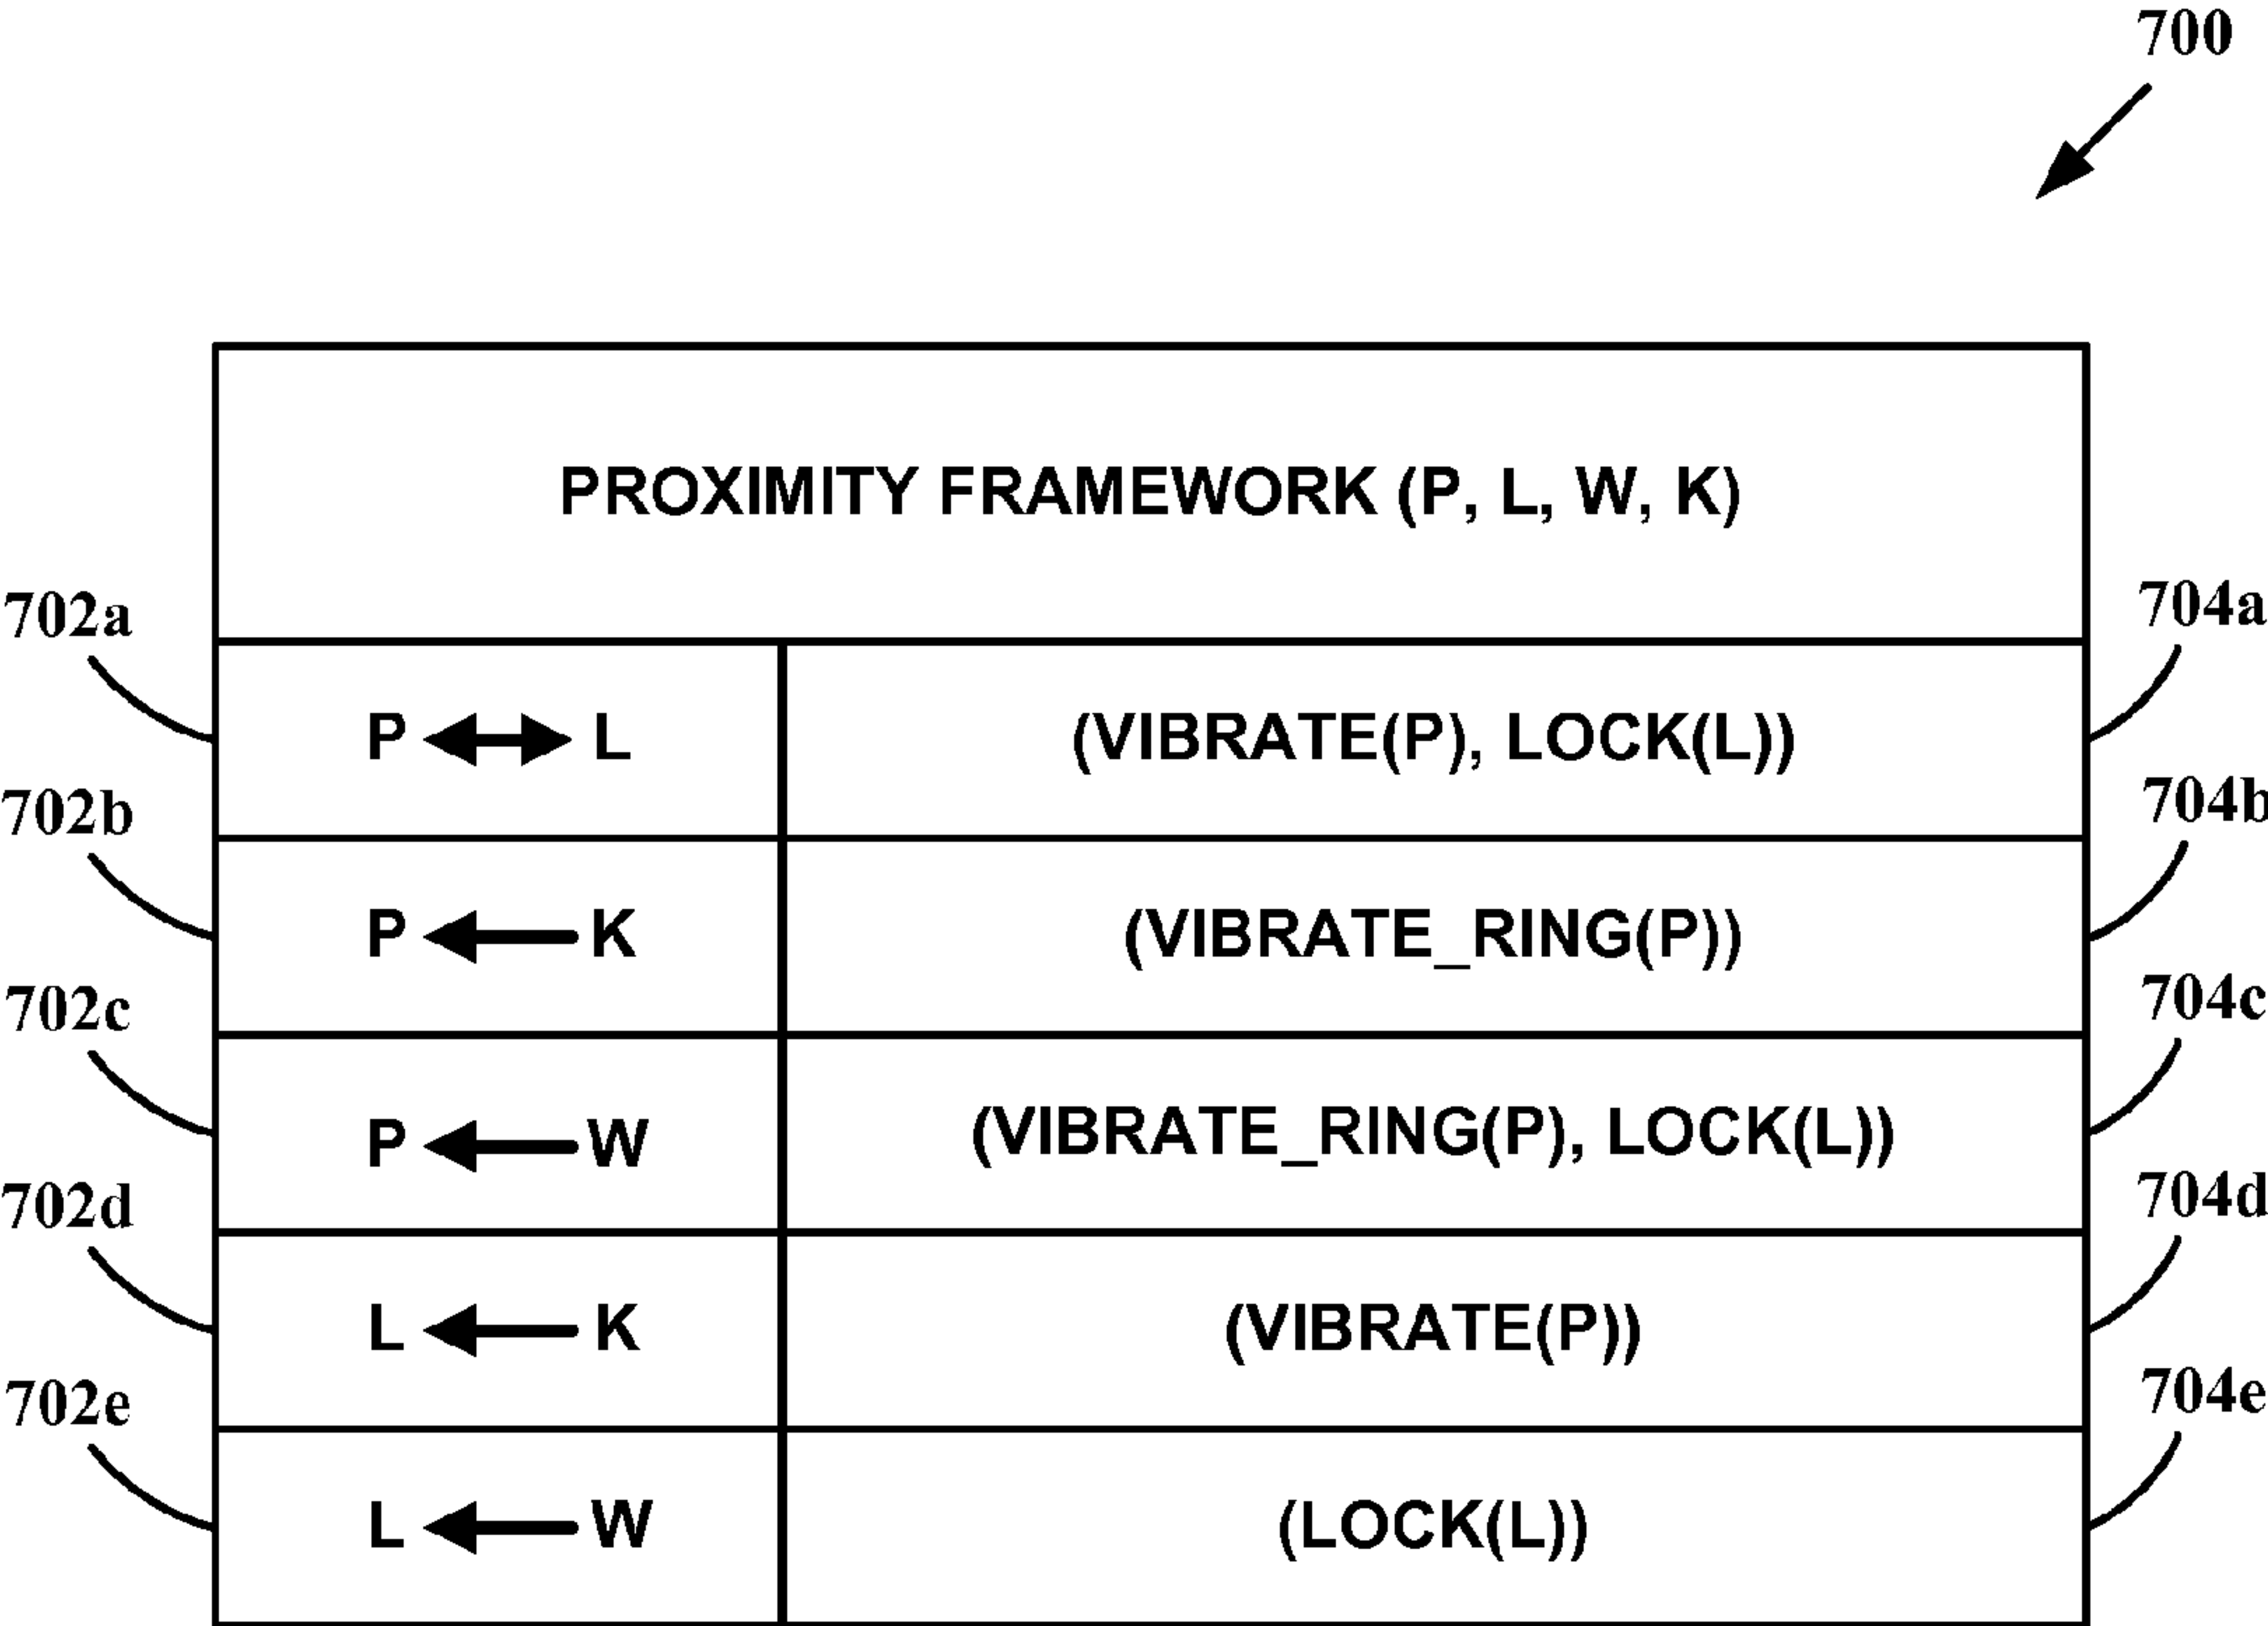 700
PROXIMITY FRAMEWORK (P, L, W, K)
702a
704a
P L
(VIBRATE(P), LOCK(L))
702b
704b
P K
(VIBRATE_RING(P))
702c
704c
P W
(VIBRATE_RING(P), LOCK(L))
702d
704d
L K
(VIBRATE(P))
702e
704e
L W
(LOCK(L))